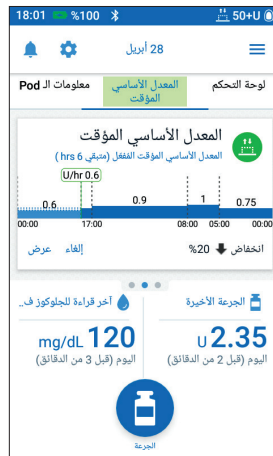 18:01 %100 50+U
28 أبريل
لوحة التحكم
المعدل الأساسي المؤقت
معلومات الـ Pod
المعدل الأساسي المؤقت
المعدل الأساسي المؤقت المُفعّل (متبقي 6 hrs )
U/hr 0.6
0.6 0.9 1 0.75
00:00 17:00 08:00 05:00 00:00
انخفاض 20%
إلغاء عرض
الجرعة الأخيرة
2.35 U
اليوم (قبل 2 من الدقائق)
آخر قراءة للجلوكوز ف...
mg/dL 120
اليوم (قبل 3 من الدقائق)
الجرعة